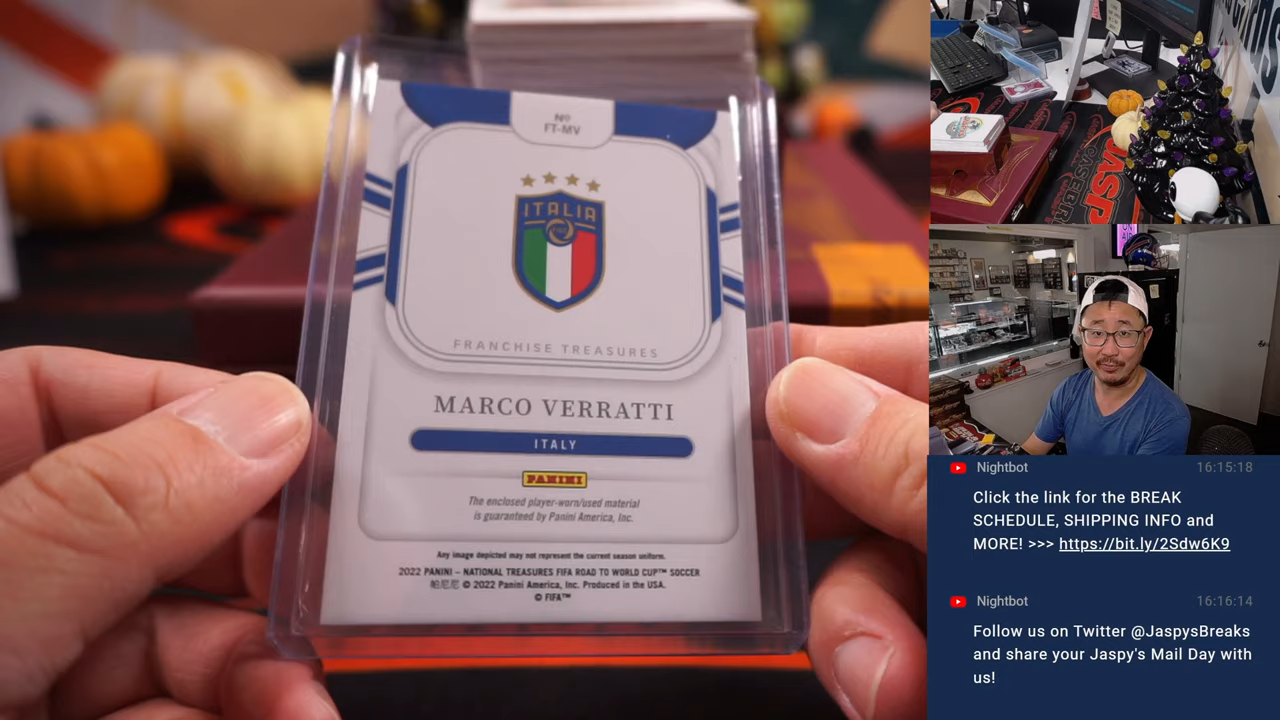 Nº
FT-MV
ITALIA
FRANCHISE TREASURES
MARCO VERRATTI
ITALY
PANINI
The enclosed player-worn/used material
is guaranteed by Panini America, Inc.
Any image depicted may not represent the current season uniform.
2022 PANINI – NATIONAL TREASURES FIFA ROAD TO WORLD CUP™ SOCCER
帕尼尼 © 2022 Panini America, Inc. Produced in the USA.
© FIFA™
Nightbot 16:15:18
Click the link for the BREAK
SCHEDULE, SHIPPING INFO and
MORE! >>> https://bit.ly/2Sdw6K9
Nightbot 16:16:14
Follow us on Twitter @JaspysBreaks
and share your Jaspy's Mail Day with
us!